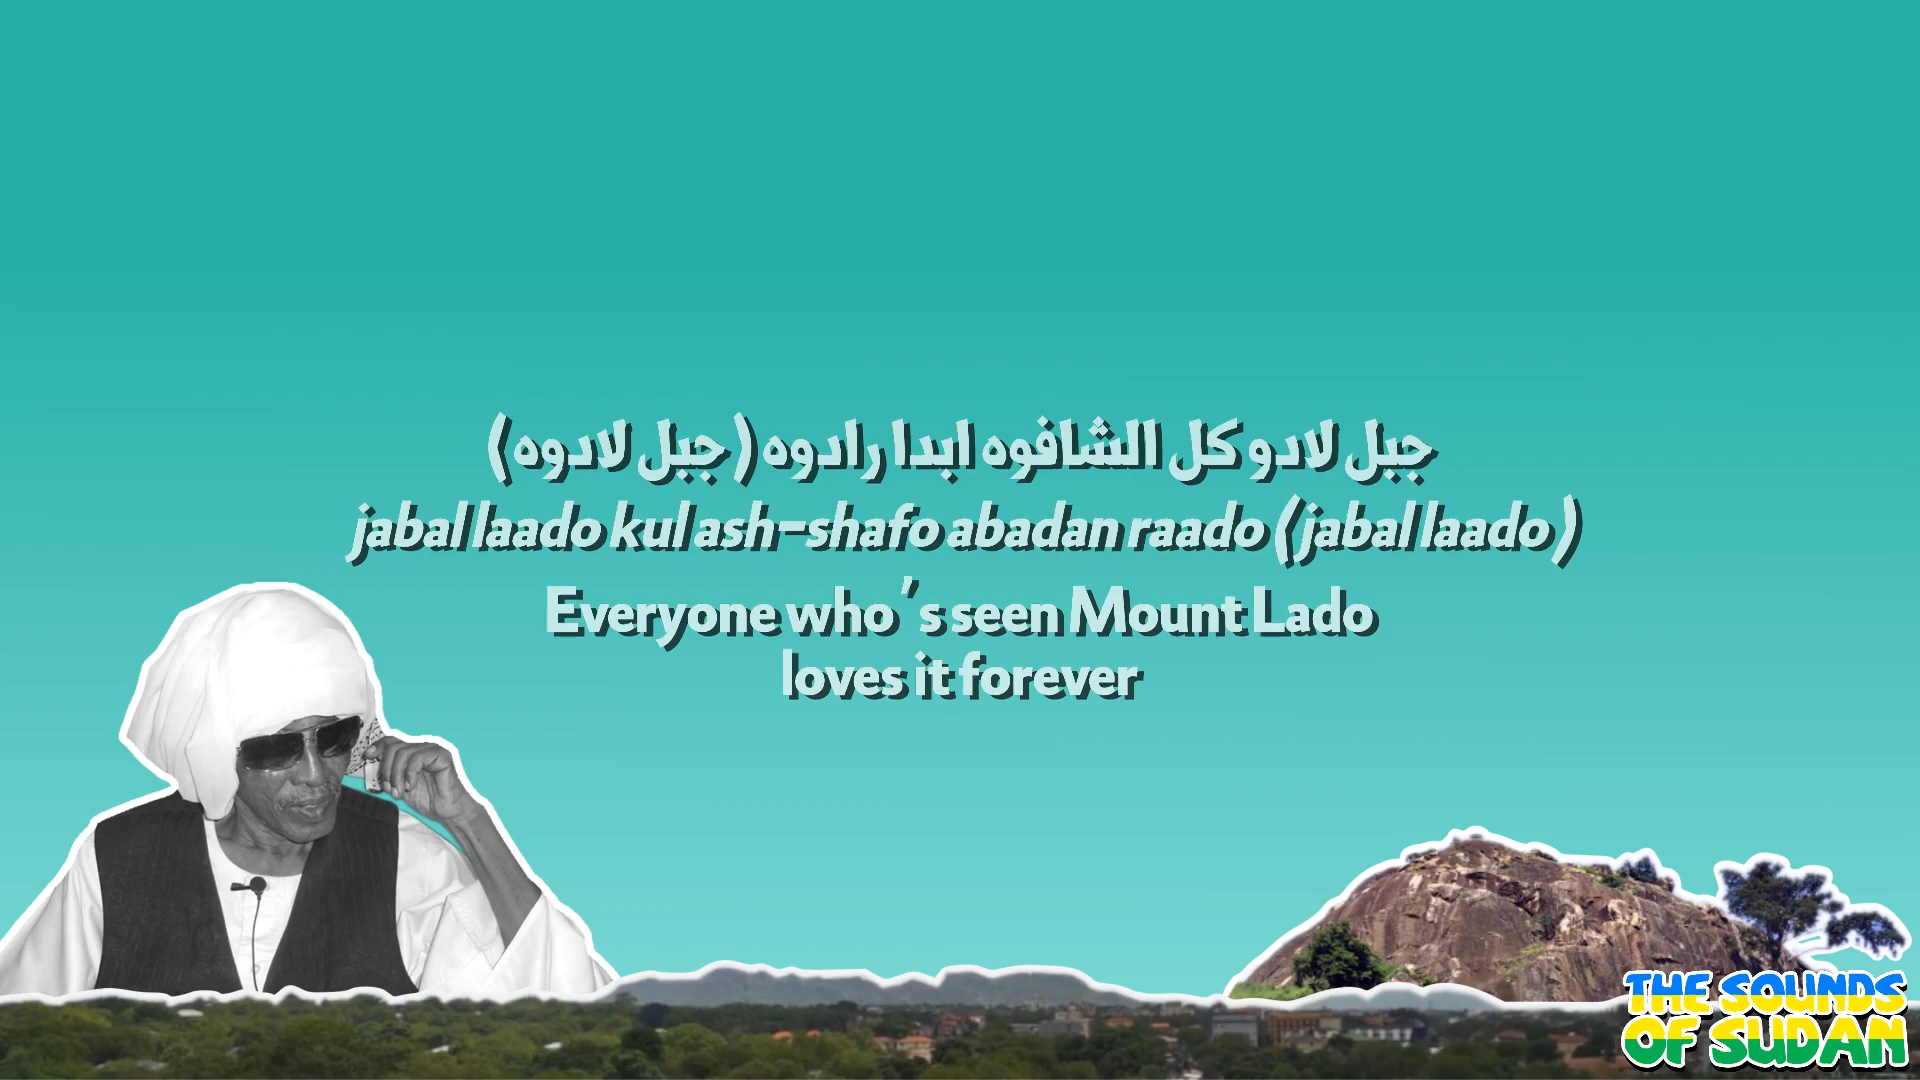 جبل لادو كل الشافوه ابدا رادوه (جبل لادوه)
jabal laado kul ash-shafo abadan raado (jabal laado)
Everyone who's seen Mount Lado
loves it forever
THE SOUNDS
OF SUDAN